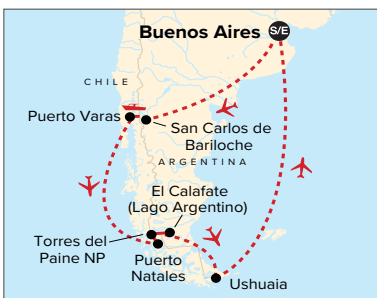 Buenos Aires
S/E
CHILE
Puerto Varas
San Carlos de
Bariloche
ARGENTINA
El Calafate
(Lago Argentino)
Torres del
Paine NP
Puerto
Natales
Ushuaia